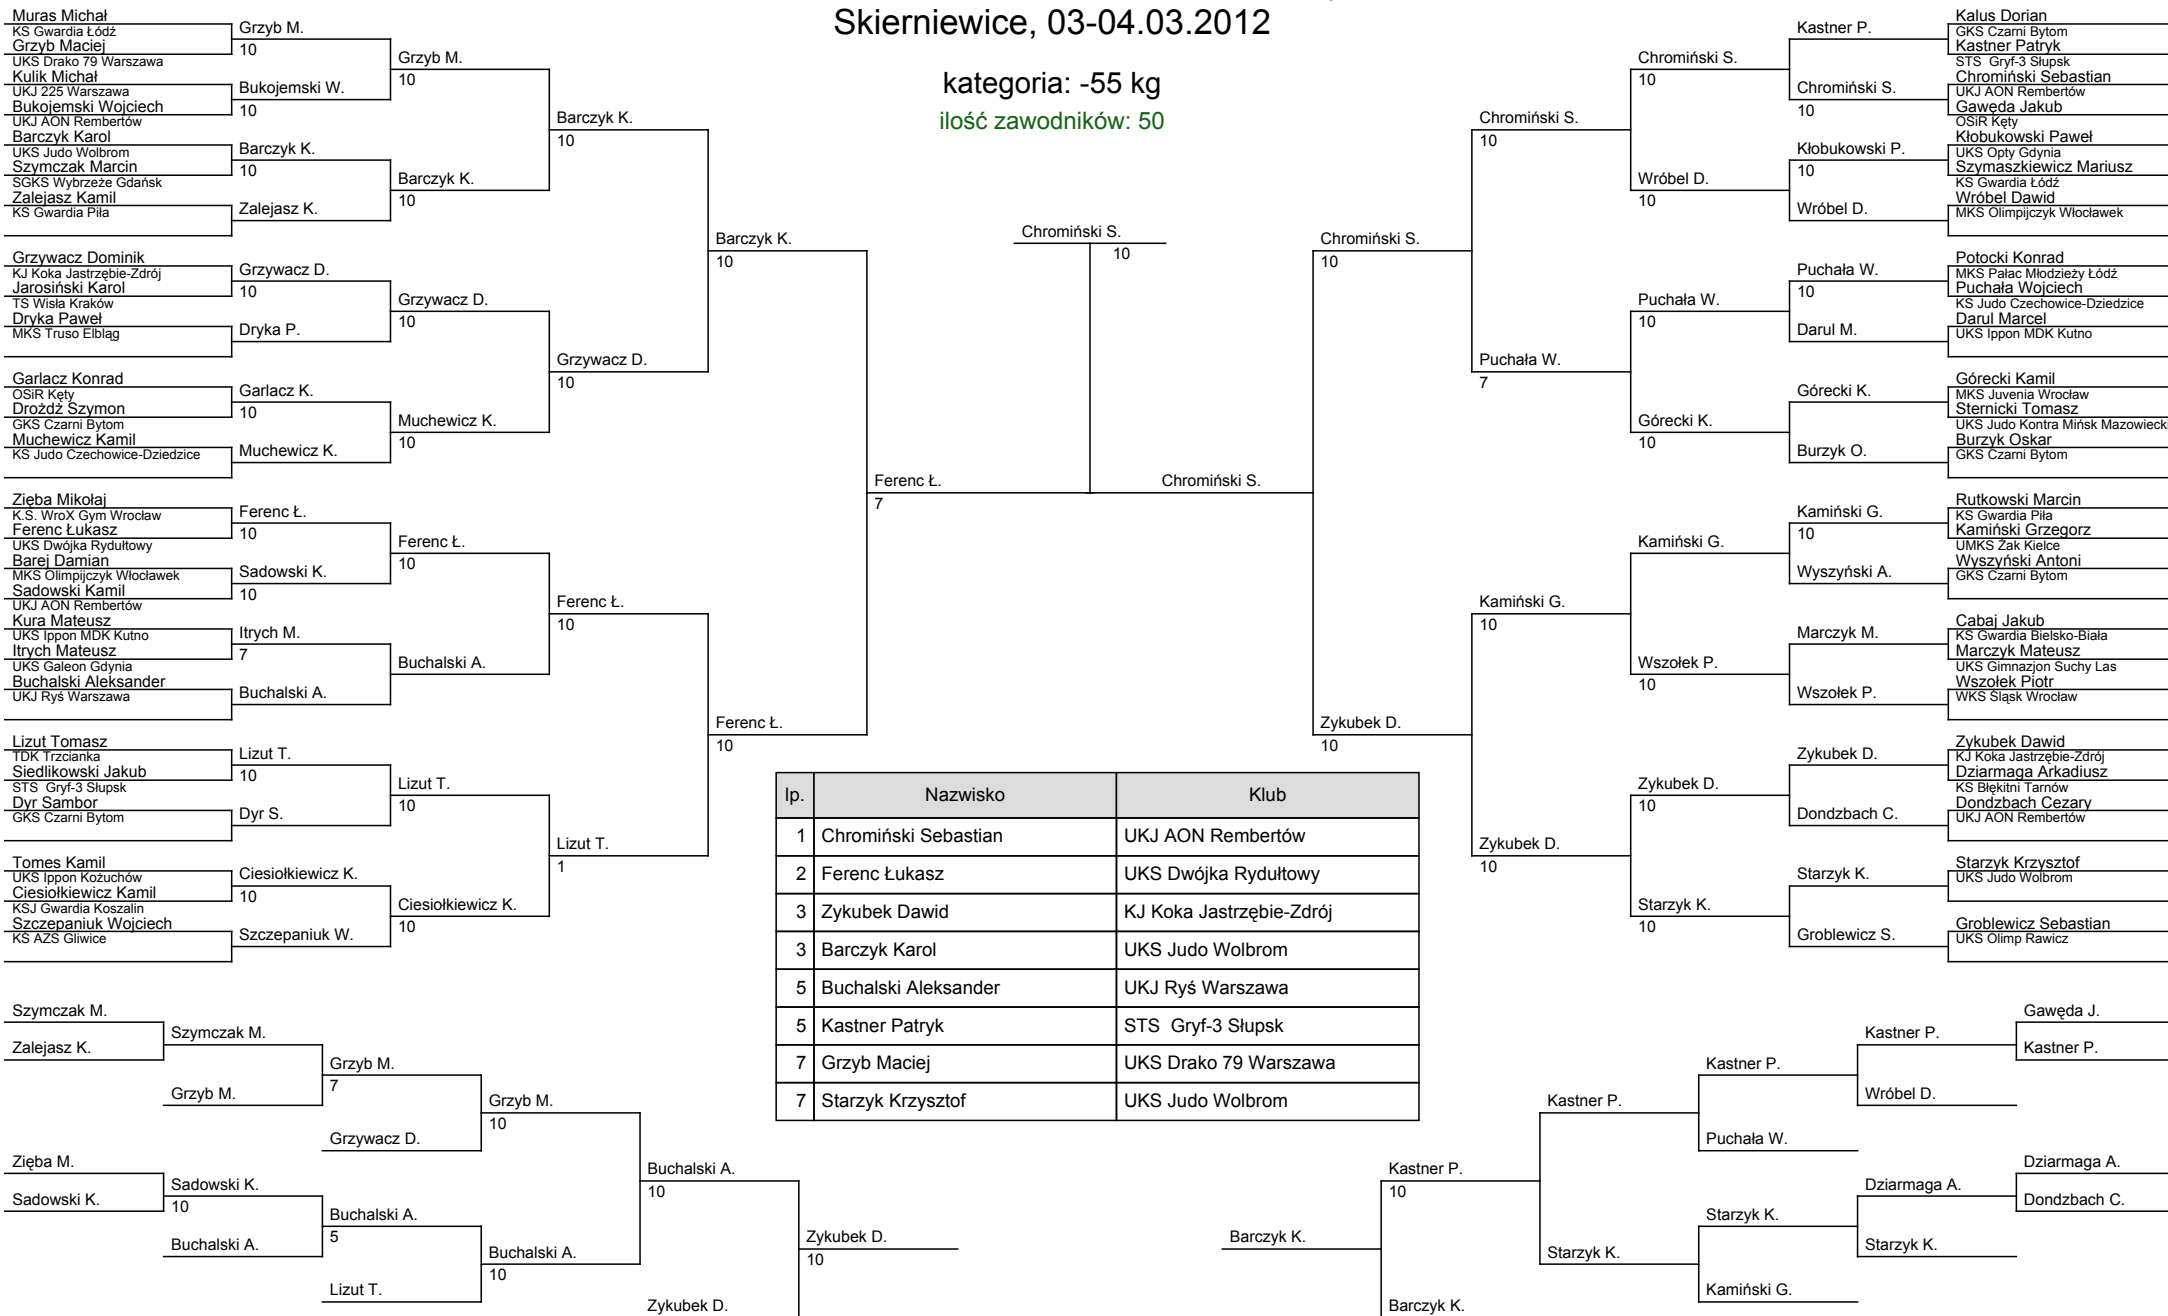 Skierniewice, 03-04.03.2012
kategoria: -55 kg
ilość zawodników: 50
Muras Michał
KS Gwardia Łódź
Grzyb Maciej
UKS Drako 79 Warszawa
Kulik Michał
UKJ 225 Warszawa
Bukojemski Wojciech
UKJ AON Rembertów
Barczyk Karol
UKS Judo Wolbrom
Szymczak Marcin
SGKS Wybrzeże Gdańsk
Zalejasz Kamil
KS Gwardia Piła
Grzywacz Dominik
KJ Koka Jastrzębie-Zdrój
Jarosiński Karol
TS Wisła Kraków
Dryka Paweł
MKS Truso Elbląg
Garlacz Konrad
OSiR Kęty
Drożdż Szymon
GKS Czarni Bytom
Muchewicz Kamil
KS Judo Czechowice-Dziedzice
Zięba Mikołaj
K.S. WroX Gym Wrocław
Ferenc Łukasz
UKS Dwójka Rydułtowy
Barej Damian
MKS Olimpijczyk Włocławek
Sadowski Kamil
UKJ AON Rembertów
Kura Mateusz
UKS Ippon MDK Kutno
Itrych Mateusz
UKS Galeon Gdynia
Buchalski Aleksander
UKJ Ryś Warszawa
Lizut Tomasz
TDK Trzcianka
Siedlikowski Jakub
STS Gryf-3 Słupsk
Dyr Sambor
GKS Czarni Bytom
Tomes Kamil
UKS Ippon Kożuchów
Ciesiołkiewicz Kamil
KSJ Gwardia Koszalin
Szczepaniuk Wojciech
KS AZS Gliwice
Grzyb M.
10
Bukojemski W.
10
Barczyk K.
10
Zalejasz K.
Grzywacz D.
10
Dryka P.
Garlacz K.
10
Muchewicz K.
Ferenc Ł.
10
Sadowski K.
10
Itrych M.
7
Buchalski A.
Lizut T.
10
Dyr S.
Ciesiołkiewicz K.
10
Szczepaniuk W.
Grzyb M.
10
Barczyk K.
10
Grzywacz D.
10
Muchewicz K.
10
Ferenc Ł.
10
Buchalski A.
Lizut T.
10
Ciesiołkiewicz K.
10
Barczyk K.
10
Grzywacz D.
10
Ferenc Ł.
10
Lizut T.
1
Barczyk K.
10
Ferenc Ł.
10
Ferenc Ł.
7
Chromiński S.
10
Chromiński S.
Chromiński S.
10
Zykubek D.
10
Chromiński S.
10
Puchała W.
7
Kamiński G.
10
Zykubek D.
10
Chromiński S.
10
Wróbel D.
10
Puchała W.
10
Górecki K.
10
Kamiński G.
Wszołek P.
10
Zykubek D.
10
Starzyk K.
10
Kastner P.
Chromiński S.
10
Kłobukowski P.
10
Wróbel D.
Puchała W.
10
Darul M.
Górecki K.
Burzyk O.
Kamiński G.
10
Wyszyński A.
Marczyk M.
Wszołek P.
Zykubek D.
Dondzbach C.
Starzyk K.
Groblewicz S.
Kalus Dorian
GKS Czarni Bytom
Kastner Patryk
STS Gryf-3 Słupsk
Chromiński Sebastian
UKJ AON Rembertów
Gawęda Jakub
OSiR Kęty
Kłobukowski Paweł
UKS Opty Gdynia
Szymaszkiewicz Mariusz
KS Gwardia Łódź
Wróbel Dawid
MKS Olimpijczyk Włocławek
Potocki Konrad
MKS Pałac Młodzieży Łódź
Puchała Wojciech
KS Judo Czechowice-Dziedzice
Darul Marcel
UKS Ippon MDK Kutno
Górecki Kamil
MKS Juvenia Wrocław
Sternicki Tomasz
UKS Judo Kontra Mińsk Mazowiecki
Burzyk Oskar
GKS Czarni Bytom
Rutkowski Marcin
KS Gwardia Piła
Kamiński Grzegorz
UMKS Żak Kielce
Wyszyński Antoni
GKS Czarni Bytom
Cabaj Jakub
KS Gwardia Bielsko-Biała
Marczyk Mateusz
UKS Gimnazjon Suchy Las
Wszołek Piotr
WKS Śląsk Wrocław
Zykubek Dawid
KJ Koka Jastrzębie-Zdrój
Dziarmaga Arkadiusz
KS Błękitni Tarnów
Dondzbach Cezary
UKJ AON Rembertów
Starzyk Krzysztof
UKS Judo Wolbrom
Groblewicz Sebastian
UKS Olimp Rawicz
lp. Nazwisko Klub
1 Chromiński Sebastian UKJ AON Rembertów
2 Ferenc Łukasz UKS Dwójka Rydułtowy
3 Zykubek Dawid KJ Koka Jastrzębie-Zdrój
3 Barczyk Karol UKS Judo Wolbrom
5 Buchalski Aleksander UKJ Ryś Warszawa
5 Kastner Patryk STS Gryf-3 Słupsk
7 Grzyb Maciej UKS Drako 79 Warszawa
7 Starzyk Krzysztof UKS Judo Wolbrom
Szymczak M.
Zalejasz K.
Zięba M.
Sadowski K.
Szymczak M.
Grzyb M.
Sadowski K.
10
Buchalski A.
Grzyb M.
7
Grzywacz D.
Buchalski A.
5
Lizut T.
Grzyb M.
10
Buchalski A.
10
Buchalski A.
10
Zykubek D.
Zykubek D.
10
Barczyk K.
Kastner P.
10
Barczyk K.
Kastner P.
Starzyk K.
Kastner P.
Puchała W.
Starzyk K.
Kamiński G.
Kastner P.
Wróbel D.
Dziarmaga A.
Starzyk K.
Gawęda J.
Kastner P.
Dziarmaga A.
Dondzbach C.